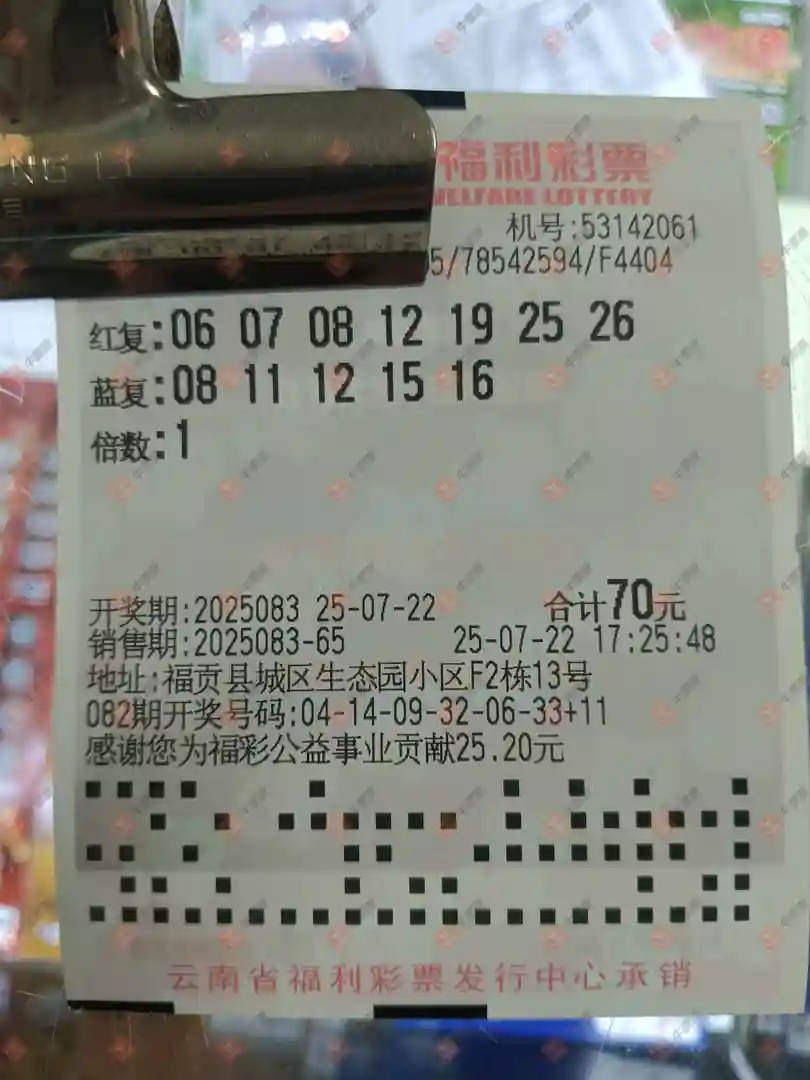 福利彩票
WELFARE LOTTERY
机号:53142061
5/78542594/F4404
红复:06 07 08 12 19 25 26
蓝复:08 11 12 15 16
倍数:1
开奖期:2025083 25-07-22 合计70元
销售期:2025083-65 25-07-22 17:25:48
地址:福贡县城区生态园小区F2栋13号
082期开奖号码:04-14-09-32-06-33+11
感谢您为福彩公益事业贡献25.20元
云南省福利彩票发行中心承销